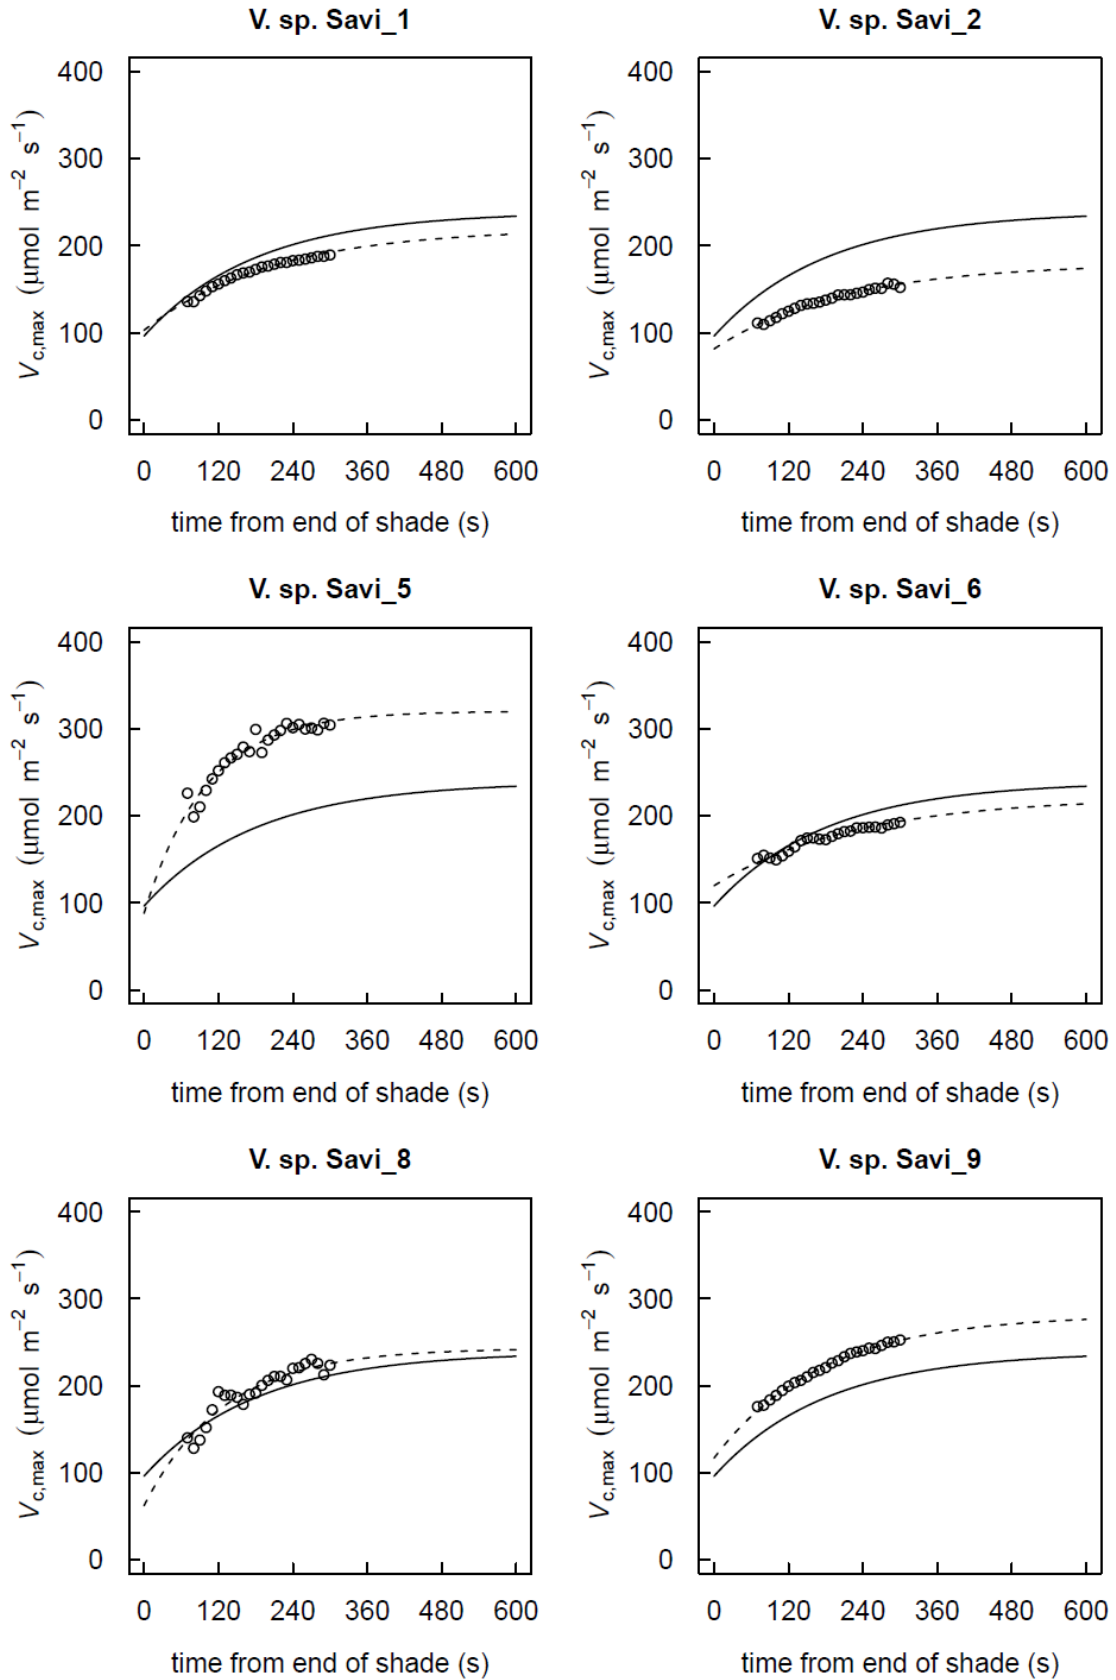 V. sp. Savi_1
V. sp. Savi_2
400
300
200
100
0
V c,max (μmol m−2 s−1)
0 120 240 360 480 600
time from end of shade (s)
400
300
200
100
0
V c,max (μmol m−2 s−1)
0 120 240 360 480 600
time from end of shade (s)
V. sp. Savi_5
V. sp. Savi_6
400
300
200
100
0
V c,max (μmol m−2 s−1)
0 120 240 360 480 600
time from end of shade (s)
400
300
200
100
0
V c,max (μmol m−2 s−1)
0 120 240 360 480 600
time from end of shade (s)
V. sp. Savi_8
V. sp. Savi_9
400
300
200
100
0
V c,max (μmol m−2 s−1)
0 120 240 360 480 600
time from end of shade (s)
400
300
200
100
0
V c,max (μmol m−2 s−1)
0 120 240 360 480 600
time from end of shade (s)